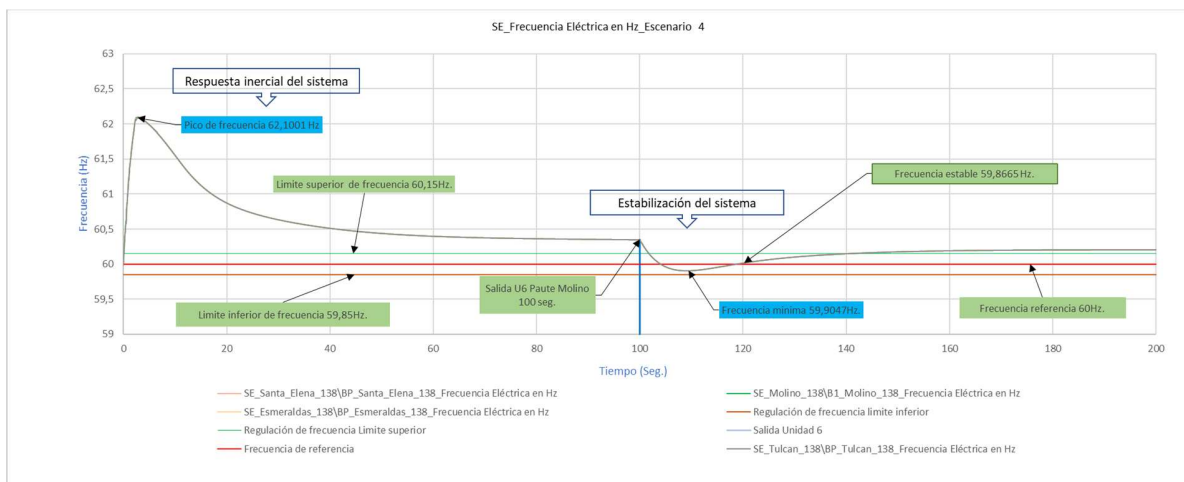 SE_Frecuencia Eléctrica en Hz_Escenario 4
63
62,5
62
61,5
61
60,5
60
59,5
59
Frecuencia (Hz)
Respuesta inercial del sistema
Pico de frecuencia 62,1001 Hz
Limite superior de frecuencia 60,15Hz.
Estabilización del sistema
Frecuencia estable 59,8665Hz.
Salida U6 Paute Molino
100 seg.
Limite inferior de frecuencia 59,85Hz.
Frecuencia minima 59,9047Hz.
Frecuencia referencia 60Hz.
0 20 40 60 80 100 120 140 160 180 200
Tiempo (Seg.)
SE_Santa_Elena_138\BP_Santa_Elena_138_Frecuencia Eléctrica en Hz
SE_Molino_138\B1_Molino_138_Frecuencia Eléctrica en Hz
SE_Esmeraldas_138\BP_Esmeraldas_138_Frecuencia Eléctrica en Hz
Regulación de frecuencia limite inferior
Regulación de frecuencia Limite superior
Salida Unidad 6
Frecuencia de referencia
SE_Tulcan_138\BP_Tulcan_138_Frecuencia Eléctrica en Hz